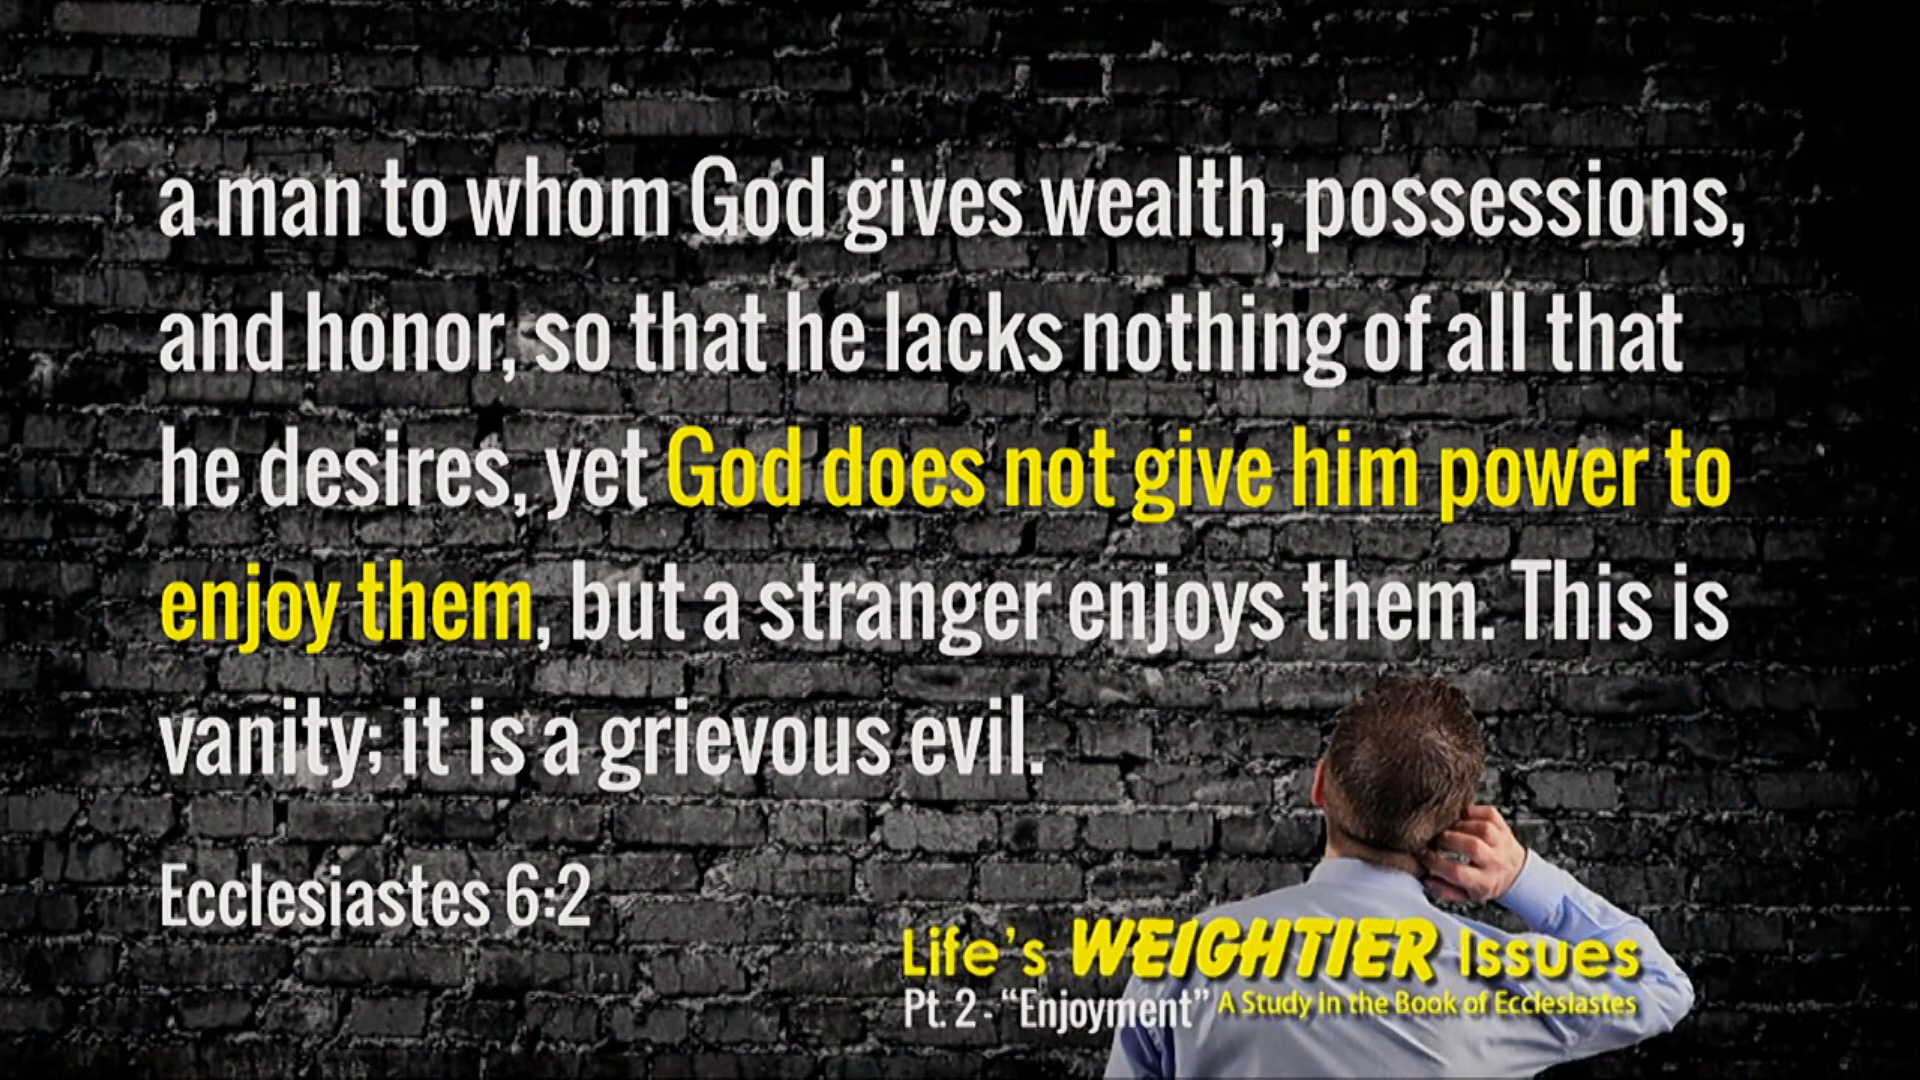 a man to whom God gives wealth, possessions,
and honor, so that he lacks nothing of all that
he desires, yet God does not give him power to
enjoy them, but a stranger enjoys them. This is
vanity; it is a grievous evil.
Ecclesiastes 6:2
Life's WEIGHTIER Issues
Pt. 2 - “Enjoyment” A Study in the Book of Ecclesiastes